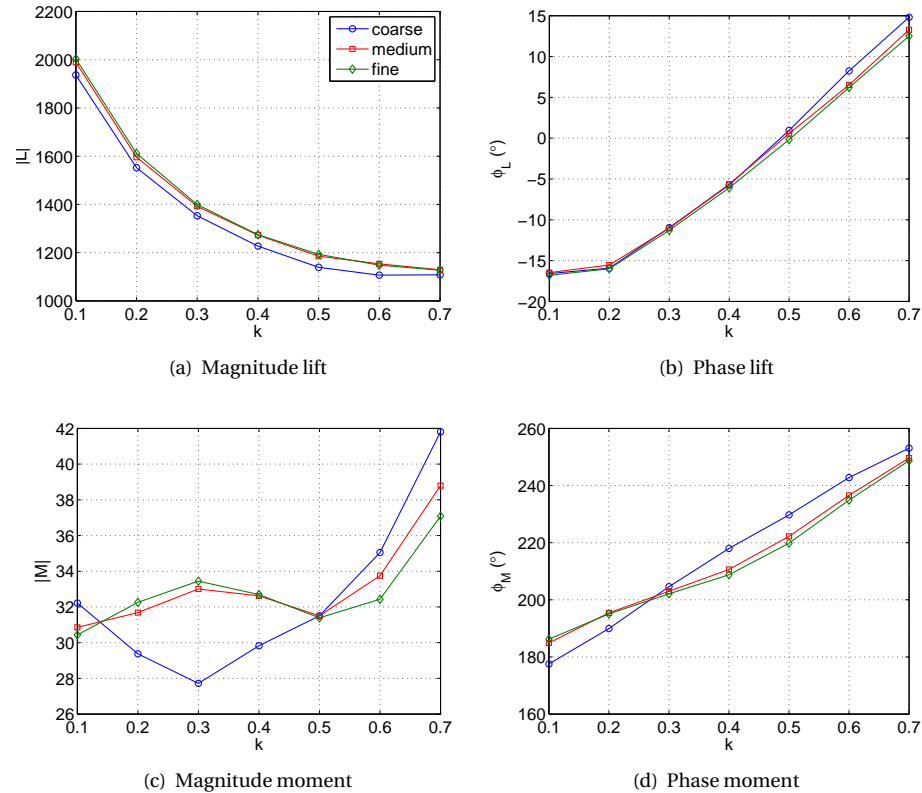 2200
2000
1800
1600
1400
1200
1000
|L|
0.1 0.2 0.3 0.4 0.5 0.6 0.7
k
coarse
medium
fine
(a) Magnitude lift
15
10
5
0
−5
−10
−15
−20
ϕ_L (°)
0.1 0.2 0.3 0.4 0.5 0.6 0.7
k
(b) Phase lift
42
40
38
36
34
32
30
28
26
|M|
0.1 0.2 0.3 0.4 0.5 0.6 0.7
k
(c) Magnitude moment
260
240
220
200
180
160
ϕ_M (°)
0.1 0.2 0.3 0.4 0.5 0.6 0.7
k
(d) Phase moment